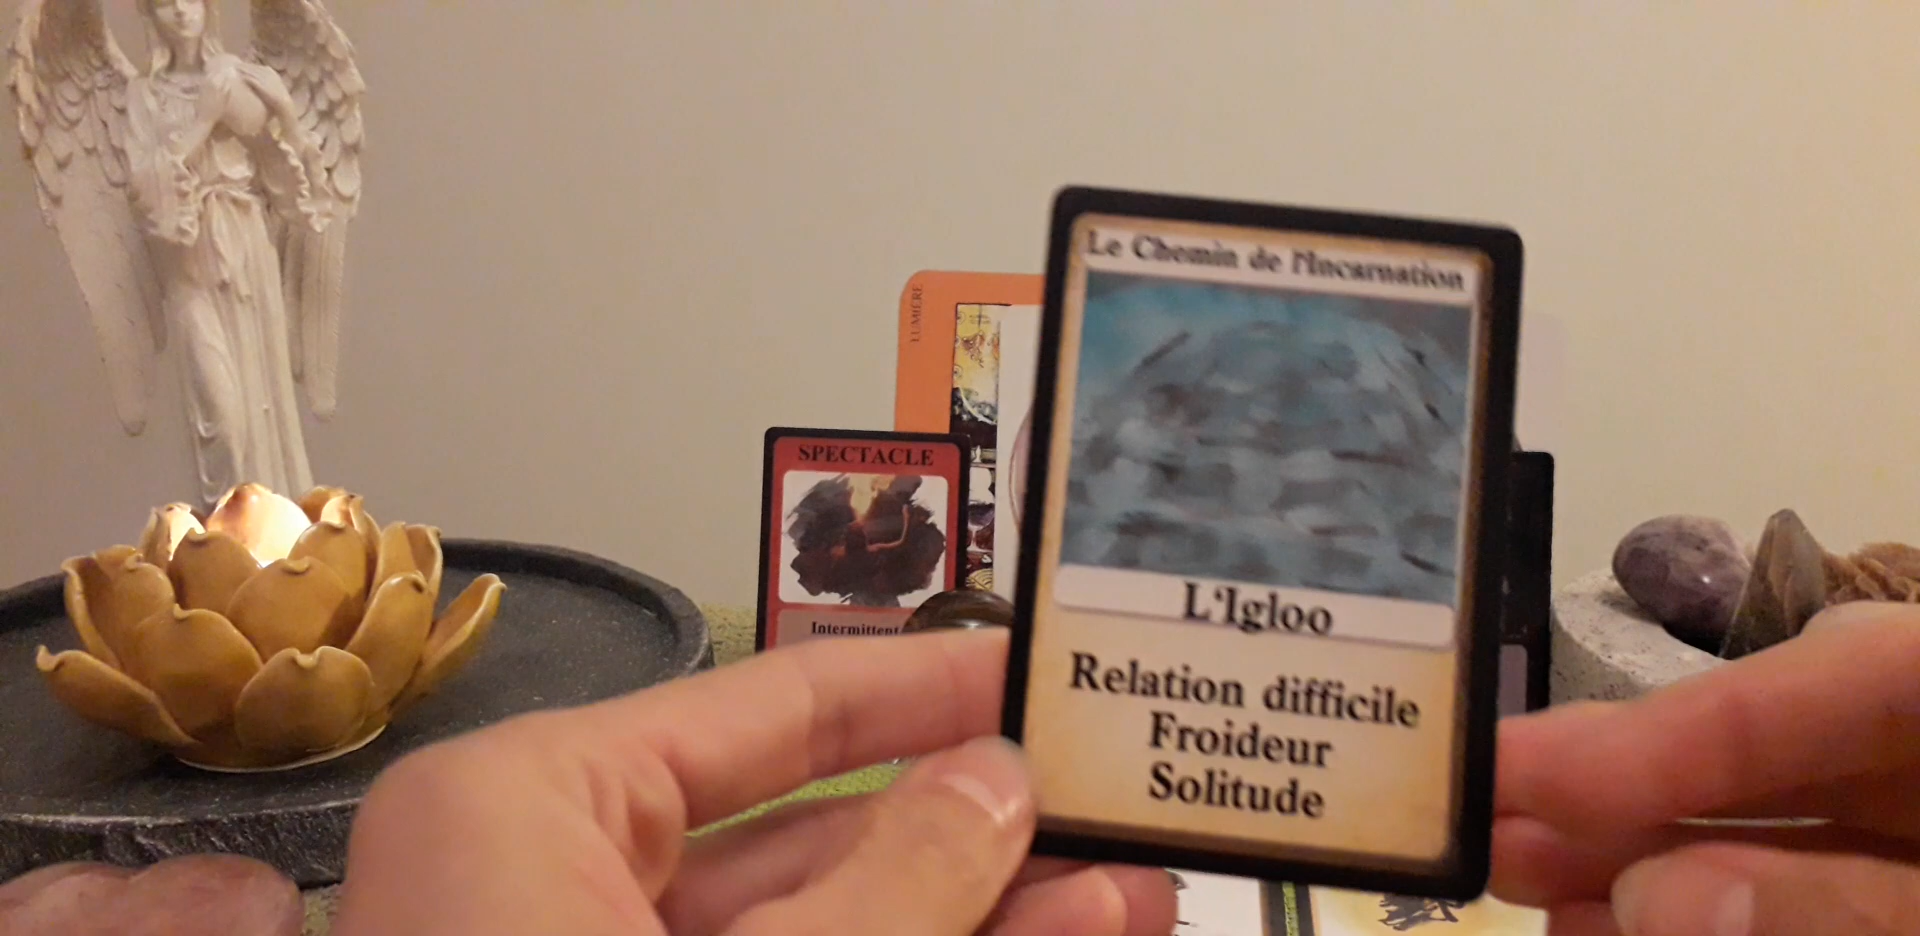 LUMIÈRE
SPECTACLE
Intermittent
Le Chemin de l'Incarnation
L'Igloo
Relation difficile
Froideur
Solitude